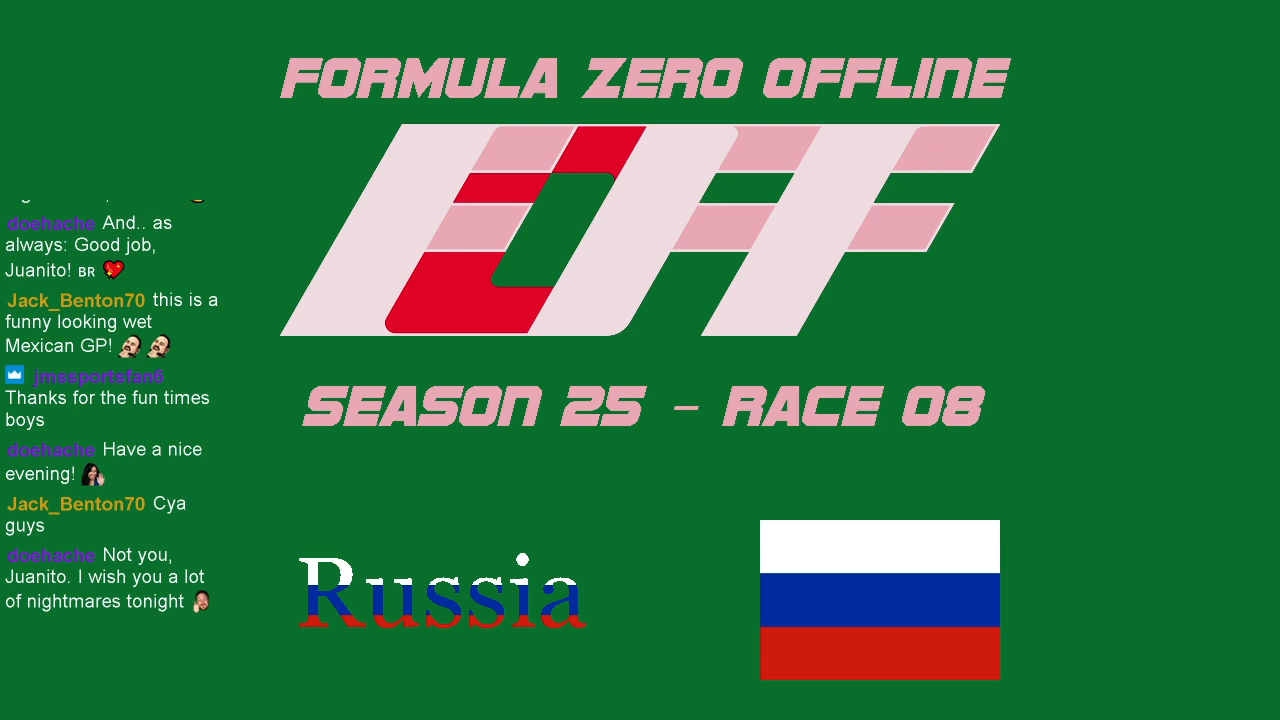 FORMULA ZERO OFFLINE
SEASON 25 - RACE 08
doehache And.. as
always: Good job,
Juanito! BR
Jack_Benton70 this is a
funny looking wet
Mexican GP!
jmssportsfan6
Thanks for the fun times
boys
doehache Have a nice
evening!
Jack_Benton70 Cya
guys
doehache Not you,
Juanito. I wish you a lot
of nightmares tonight
Russia